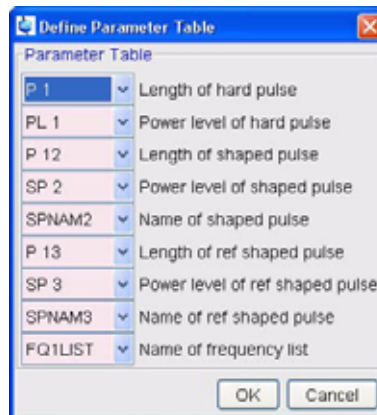 Define Parameter Table
Parameter Table
P 1 Length of hard pulse
PL 1 Power level of hard pulse
P 12 Length of shaped pulse
SP 2 Power level of shaped pulse
SPNAM2 Name of shaped pulse
P 13 Length of ref shaped pulse
SP 3 Power level of ref shaped pulse
SPNAM3 Name of ref shaped pulse
FQ1LIST Name of frequency list
OK Cancel